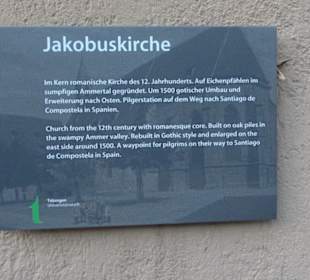 Jakobuskirche
Im Kern romanische Kirche des 12. Jahrhunderts. Auf Eichenpfählen im
sumpfigen Ammertal gegründet. Um 1500 gotischer Umbau und
Erweiterung nach Osten. Pilgerstation auf dem Weg nach Santiago de
Compostela in Spanien.
Church from the 12th century with romanesque core. Built on oak piles in
the swampy Ammer valley. Rebuilt in Gothic style and enlarged on the
east side around 1500. A waypoint for pilgrims on their way to Santiago
de Compostela in Spain.
t
Tübingen
Universitätsstadt